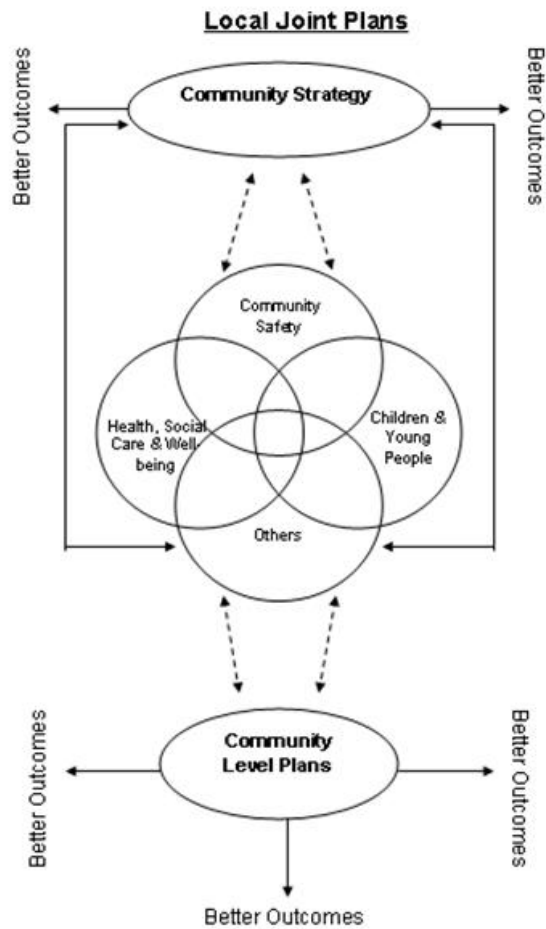 Local Joint Plans
Better Outcomes
Community Strategy
Better Outcomes
Community
Safety
Health, Social
Care & Well-
being
Children &
Young
People
Others
Better Outcomes
Community
Level Plans
Better Outcomes
Better Outcomes